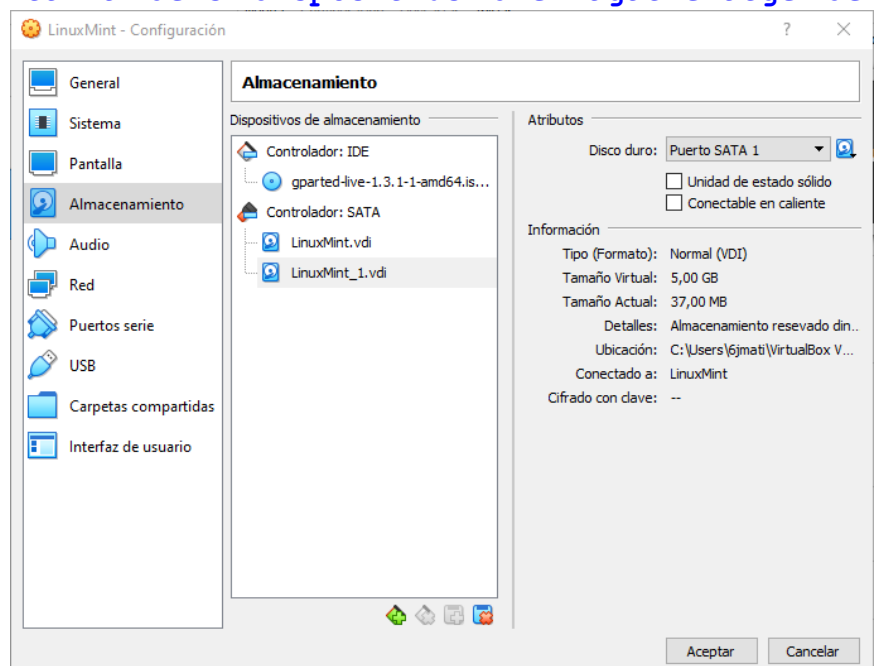 LinuxMint - Configuración
?
General
Sistema
Pantalla
Almacenamiento
Audio
Red
Puertos serie
USB
Carpetas compartidas
Interfaz de usuario
Almacenamiento
Dispositivos de almacenamiento
Controlador: IDE
gparted-live-1.3.1-1-amd64.is...
Controlador: SATA
LinuxMint.vdi
LinuxMint_1.vdi
Atributos
Disco duro: Puerto SATA 1
Unidad de estado sólido
Conectable en caliente
Información
Tipo (Formato): Normal (VDI)
Tamaño Virtual: 5,00 GB
Tamaño Actual: 37,00 MB
Detalles: Almacenamiento resevado din..
Ubicación: C:\Users\6jmati\VirtualBox V...
Conectado a: LinuxMint
Cifrado con clave: --
Aceptar
Cancelar